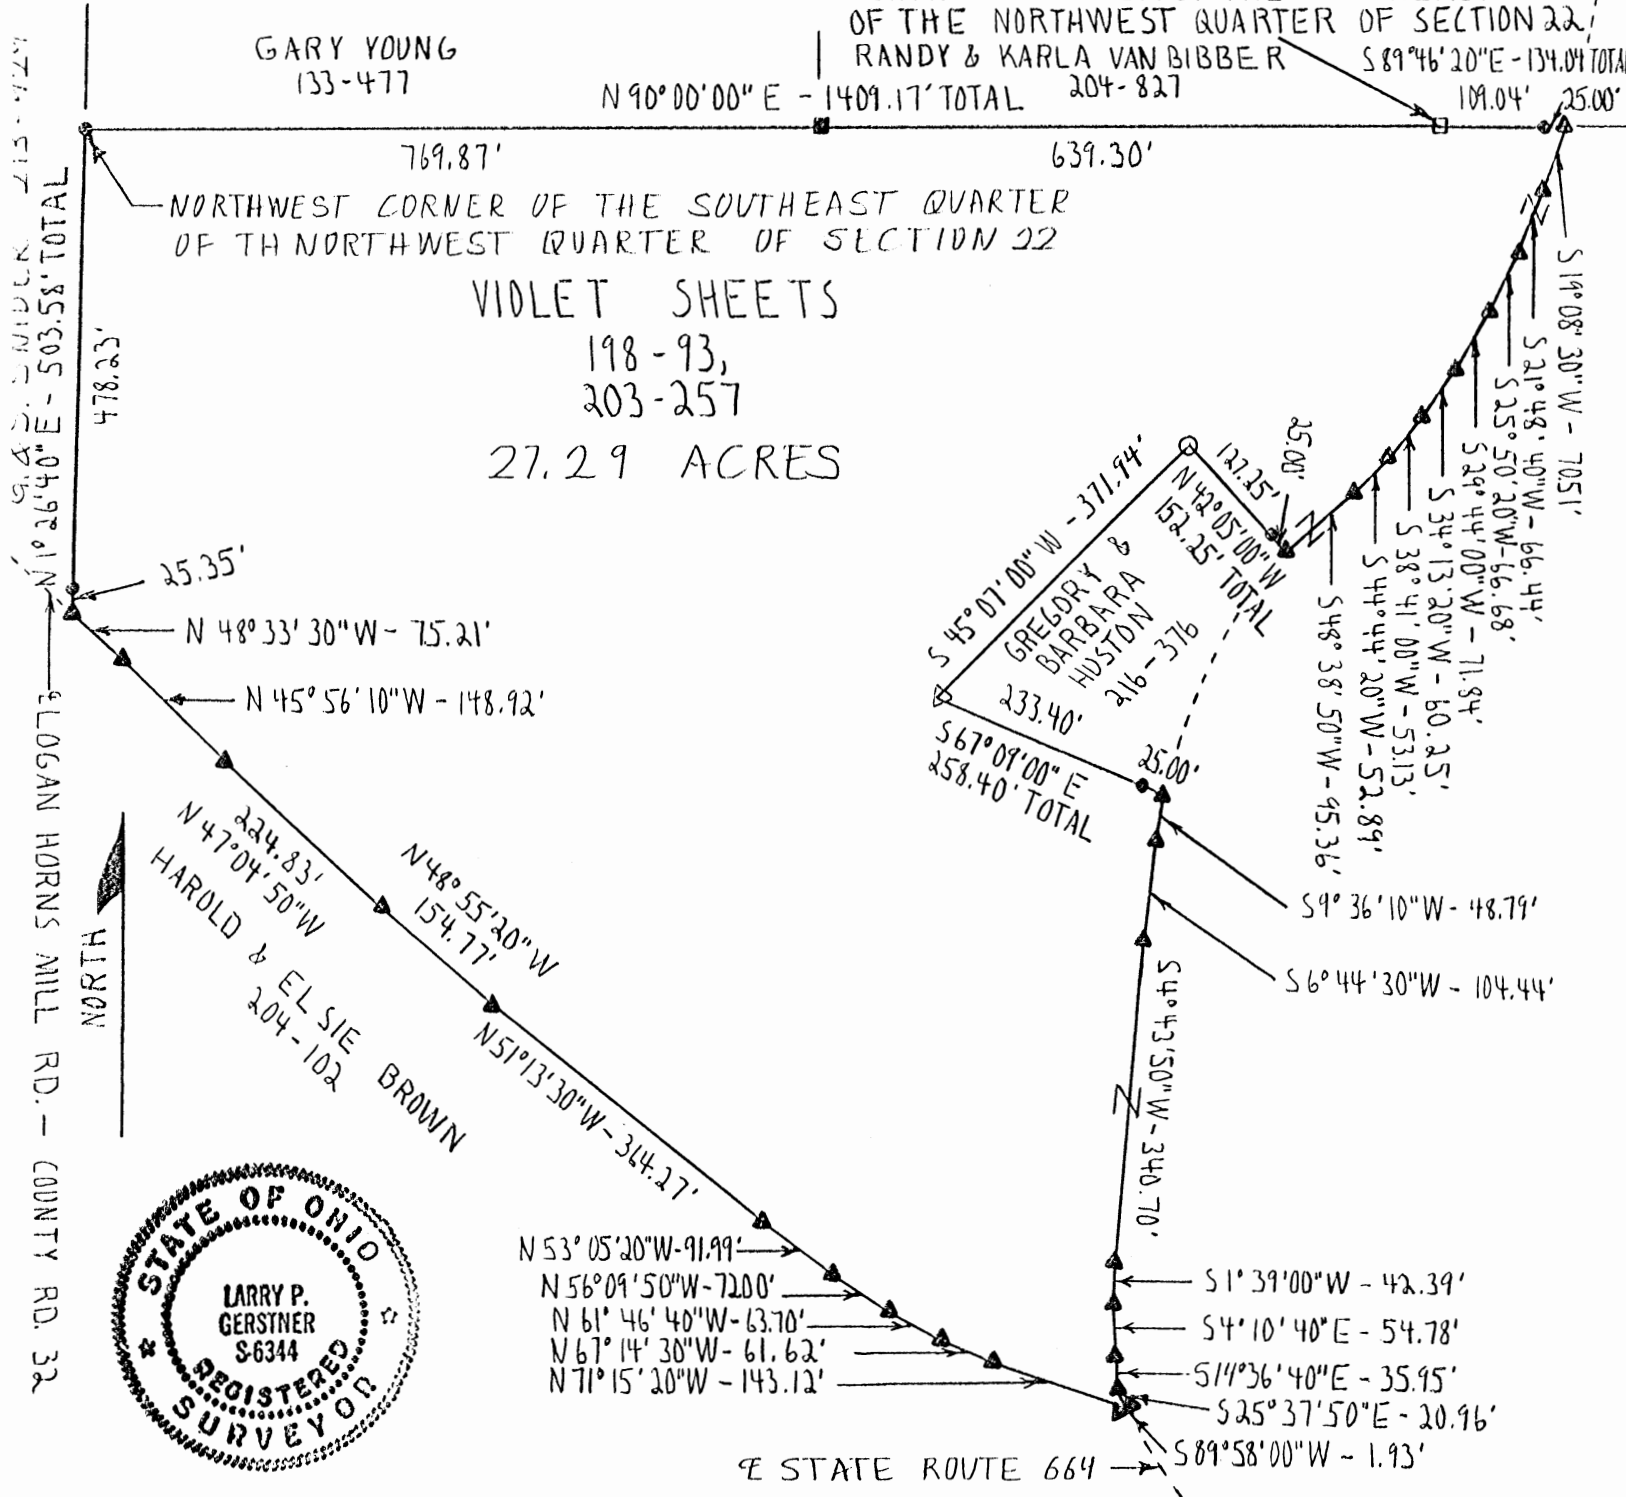 OF THE NORTHWEST QUARTER OF SECTION 22
GARY YOUNG
133-477
RANDY & KARLA VAN BIBBER
204-827
S 89°46'20"E - 134.04 TOTAL
N 90°00'00" E - 1409.17' TOTAL
109.04'
25.00'
769.87'
639.30'
NORTHWEST CORNER OF THE SOUTHEAST QUARTER
OF TH NORTHWEST QUARTER OF SECTION 22
VIOLET SHEETS
198-93,
203-257
27.29 ACRES
N 1°26'40" E - 503.58' TOTAL
478.23'
25.35'
N 48°33'30"W - 75.21'
N 45°56'10"W - 148.92'
224.83'
N 47°04'50"W
HAROLD & ELSIE BROWN
204-102
N 48°55'20" W
154.77'
N 51°13'30"W - 364.27'
N 53°05'20"W - 91.99'
N 56°09'50"W - 7200'
N 61°46'40"W - 63.70'
N 67°14'30"W - 61.62'
N 71°15'20"W - 143.12'
S 45°07'00" W - 371.94'
127.25'
25.00'
N 42°05'00"W
152.25' TOTAL
GREGORY &
BARBARA
HUSTON
216-376
233.40'
S 67°09'00" E
258.40' TOTAL
25.00'
S 19°08'30"W - 70.51'
S 21°48'40"W - 66.44'
S 25°50'20"W - 66.68'
S 29°44'00"W - 71.84'
S 34°13'20"W - 60.25'
S 38°41'00"W - 53.13'
S 44°44'20"W - 52.89'
S 48°38'50"W - 95.36'
S 9°36'10"W - 48.79'
S 6°44'30"W - 104.44'
S 4°43'50"W - 340.70'
S 1°39'00"W - 42.39'
S 4°10'40"E - 54.78'
S 14°36'40"E - 35.95'
S 25°37'50"E - 20.96'
S 89°58'00"W - 1.93'
℄ STATE ROUTE 664
℄ LOGAN HORNS MILL RD. - COUNTY RD. 32
NORTH
STATE OF OHIO
LARRY P.
GERSTNER
S-6344
REGISTERED
SURVEYOR